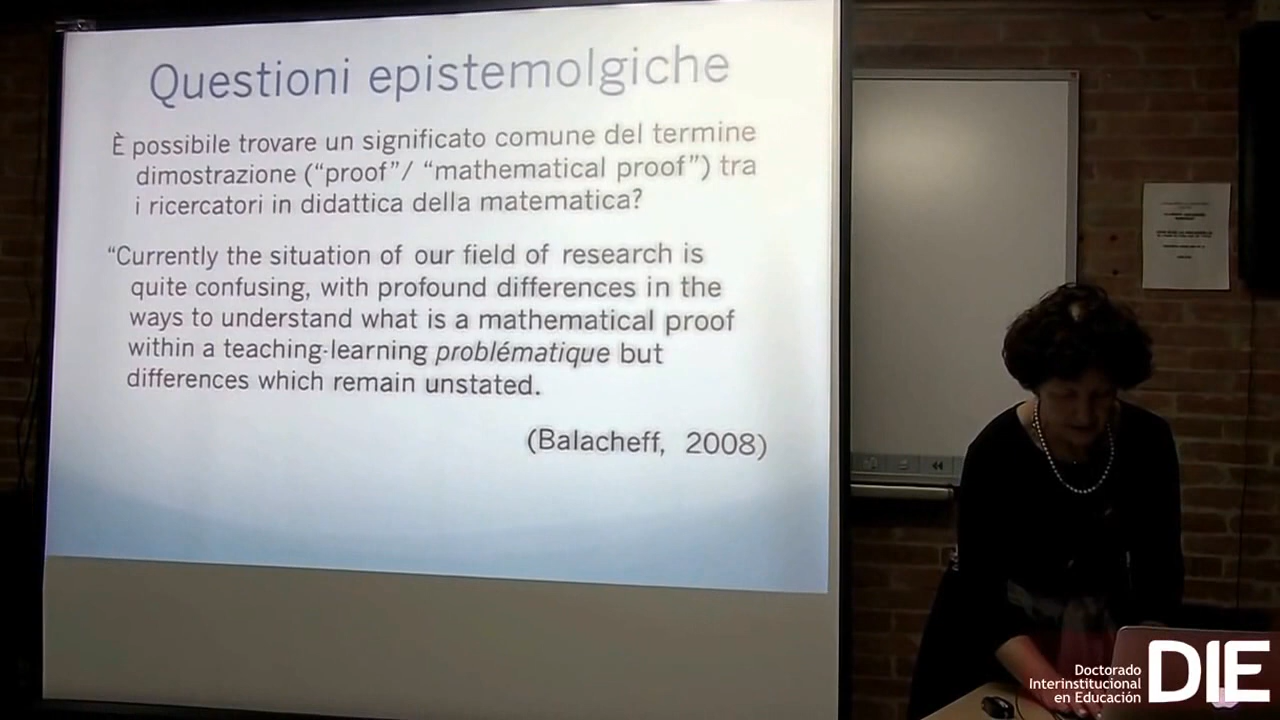 Questioni epistemolgiche
È possibile trovare un significato comune del termine
dimostrazione (“proof”/ “mathematical proof”) tra
i ricercatori in didattica della matematica?
“Currently the situation of our field of research is
quite confusing, with profound differences in the
ways to understand what is a mathematical proof
within a teaching-learning problématique but
differences which remain unstated.
(Balacheff, 2008)
Doctorado
Interinstitucional
en Educación
DIE